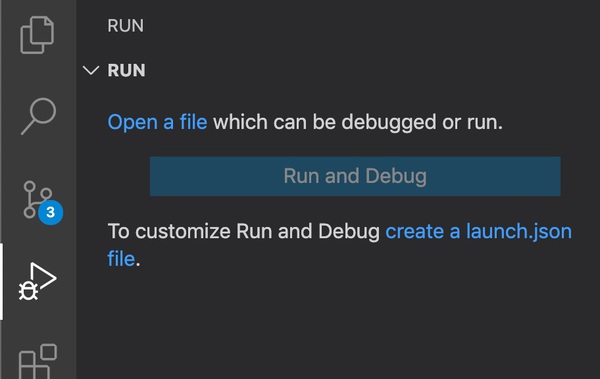 RUN
RUN
Open a file which can be debugged or run.
Run and Debug
3
To customize Run and Debug create a launch.json
file.